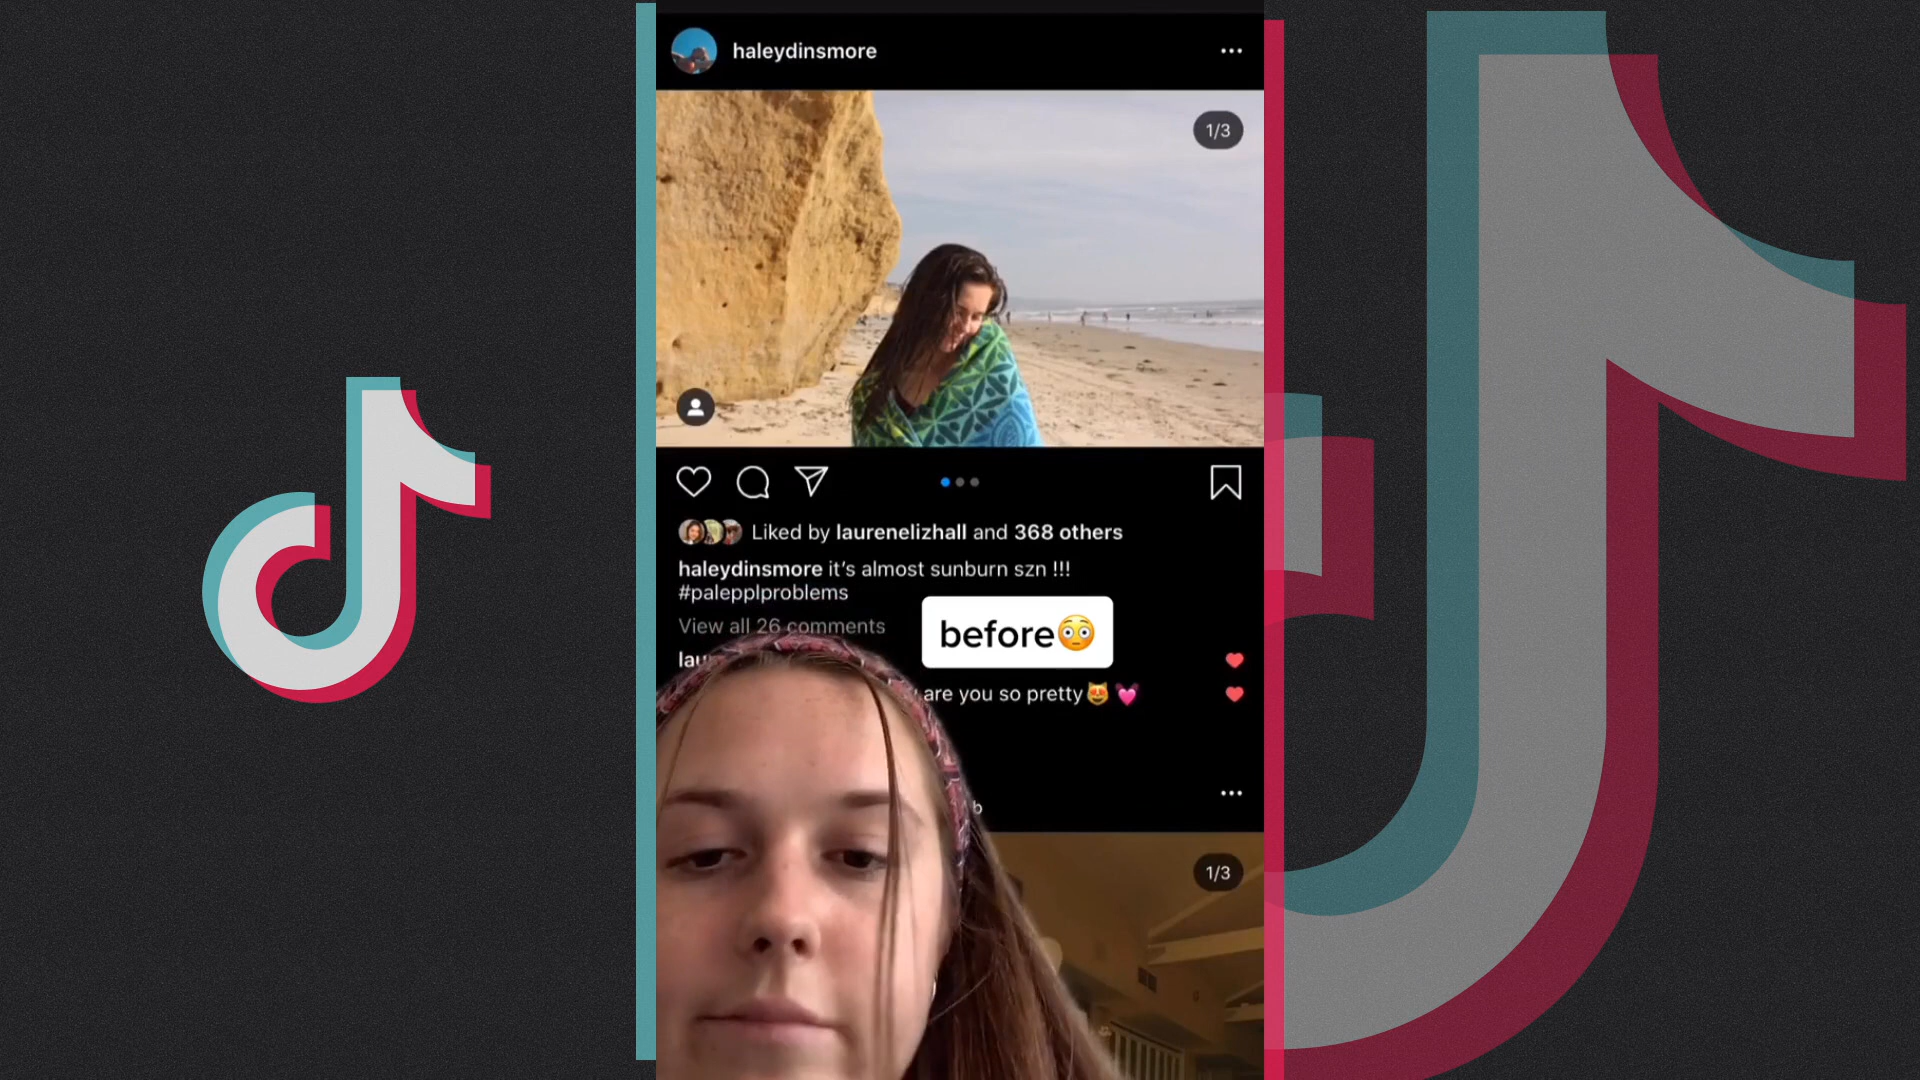 haleydinsmore
1/3
Liked by laurenelizhall and 368 others
haleydinsmore it’s almost sunburn szn !!!
#palepplproblems
View all 26 comments
before😳
are you so pretty😻 💓
1/3